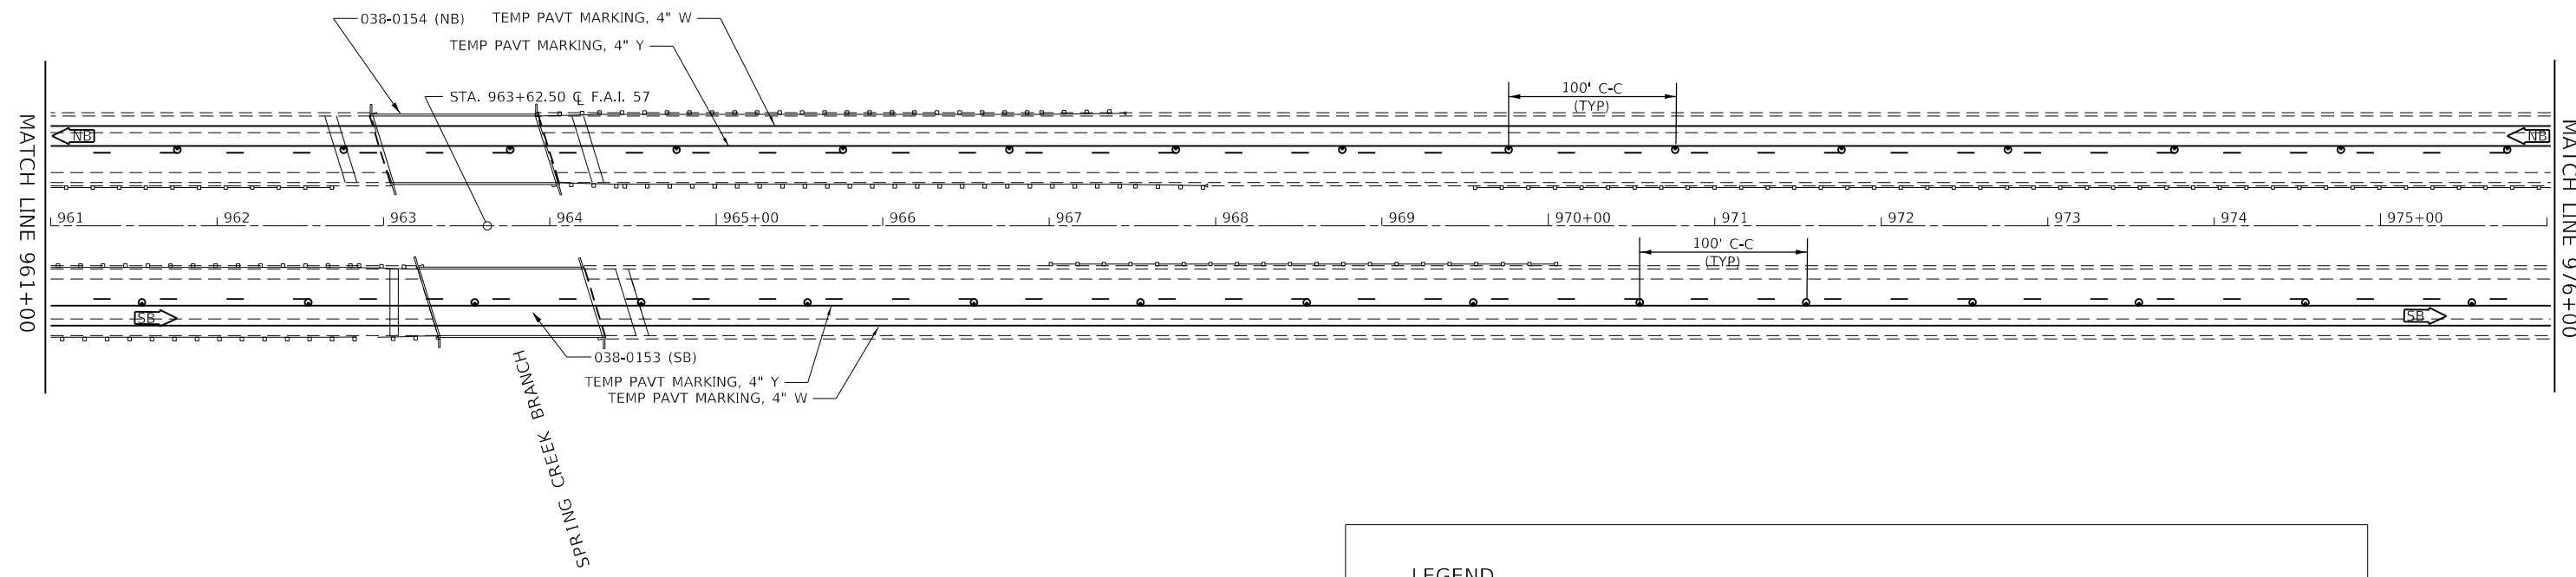 038-0154 (NB)
TEMP PAVT MARKING, 4" W
TEMP PAVT MARKING, 4" Y
STA. 963+62.50 ℄ F.A.I. 57
100' C-C
(TYP)
MATCH LINE 961+00
NB
NB
MATCH LINE 976+00
961
962
963
964
965+00
966
967
968
969
970+00
971
972
973
974
975+00
100' C-C
(TYP)
SB
SB
038-0153 (SB)
TEMP PAVT MARKING, 4" Y
TEMP PAVT MARKING, 4" W
SPRING CREEK BRANCH
LEGEND